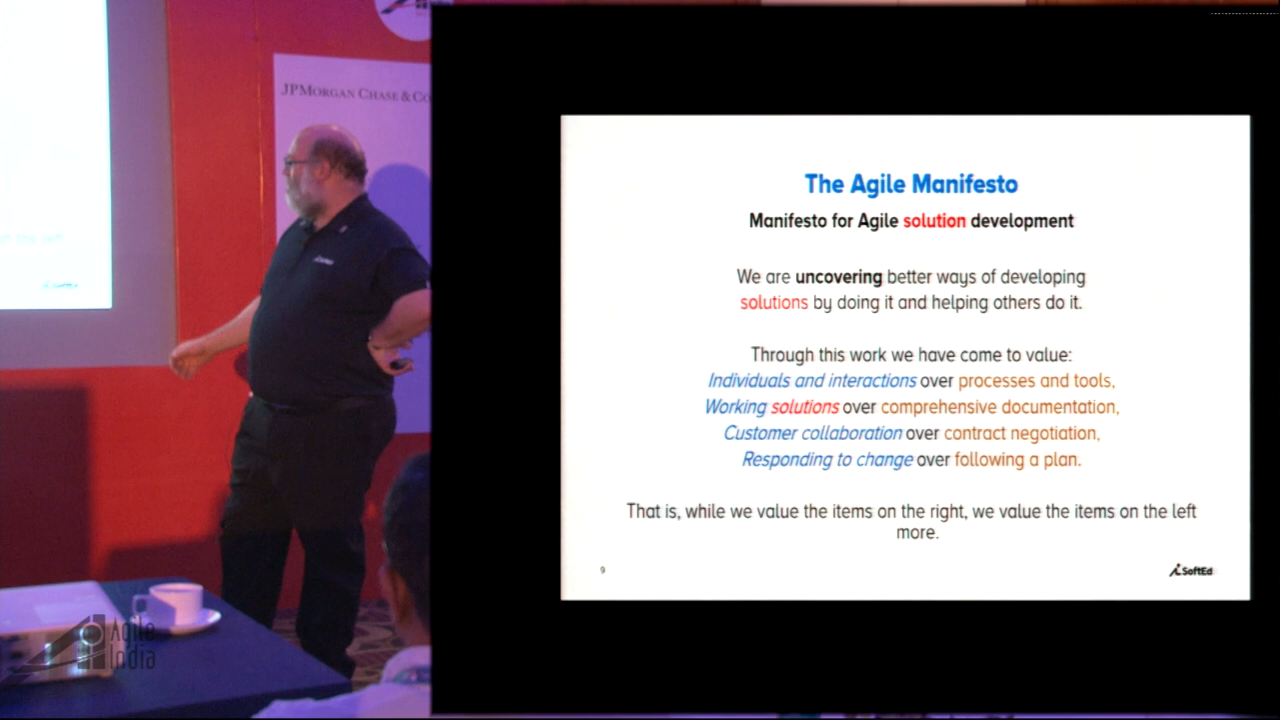 JPMORGAN CHASE & CO
The Agile Manifesto
Manifesto for Agile solution development
We are uncovering better ways of developing
solutions by doing it and helping others do it.
Through this work we have come to value:
Individuals and interactions over processes and tools,
Working solutions over comprehensive documentation,
Customer collaboration over contract negotiation,
Responding to change over following a plan.
That is, while we value the items on the right, we value the items on the left
more.
9
SoftEd
SoftEd
Agile
India